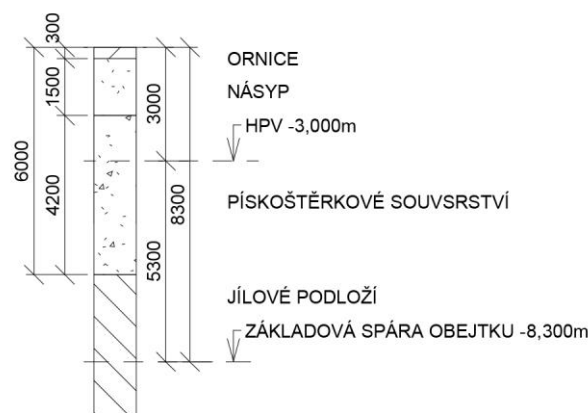 300
ORNICE
1500
3000
NÁSYP
HPV -3,000m
6000
4200
8300
PÍSKOŠTĚRKOVÉ SOUVSRSTVÍ
5300
JÍLOVÉ PODLOŽÍ
ZÁKLADOVÁ SPÁRA OBEJTKU -8,300m